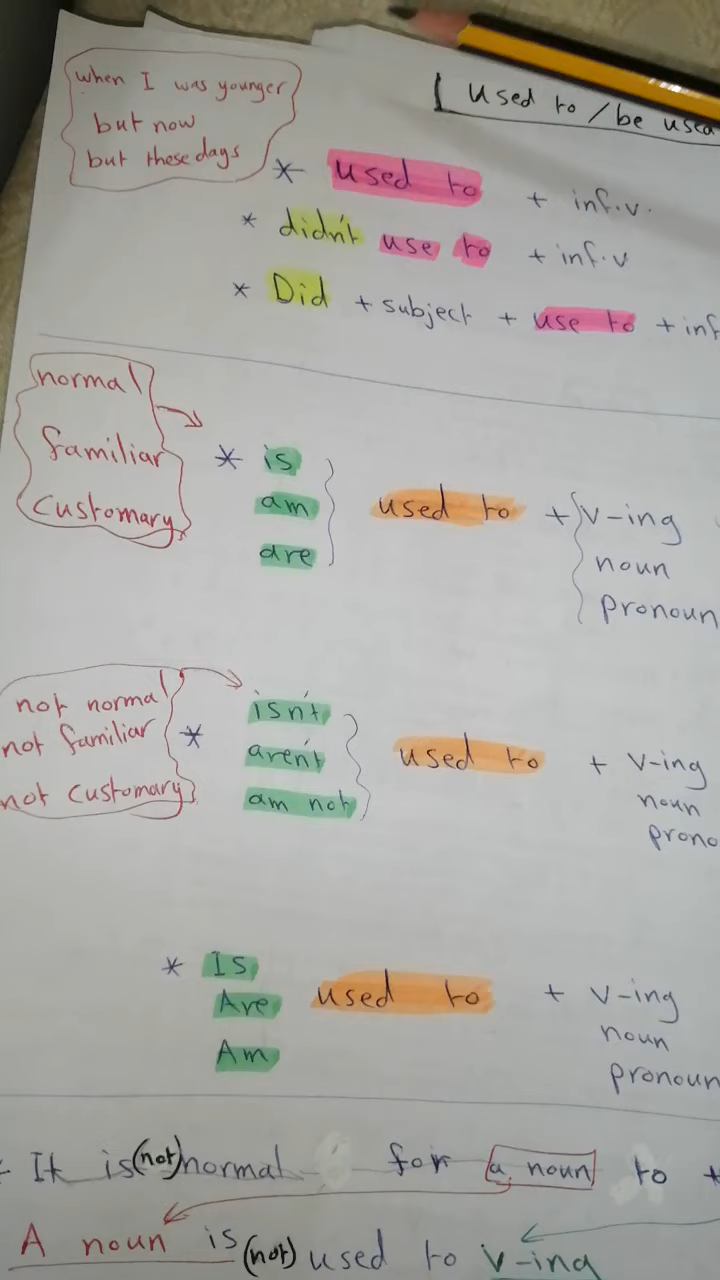 when I was younger
but now
but these days
Used to / be used
* used to + inf.v.
* didn't use to + inf.v
* Did + subject + use to + inf
normal
familiar
customary
* is
am
are
used to + v-ing
noun
pronoun
not normal
not familiar
not customary
* isn't
aren't
am not
used to + v-ing
noun
prono
* Is
Are
Am
used to + v-ing
noun
pronoun
It is (not) normal for a noun to
A noun is (not) used to v-ing